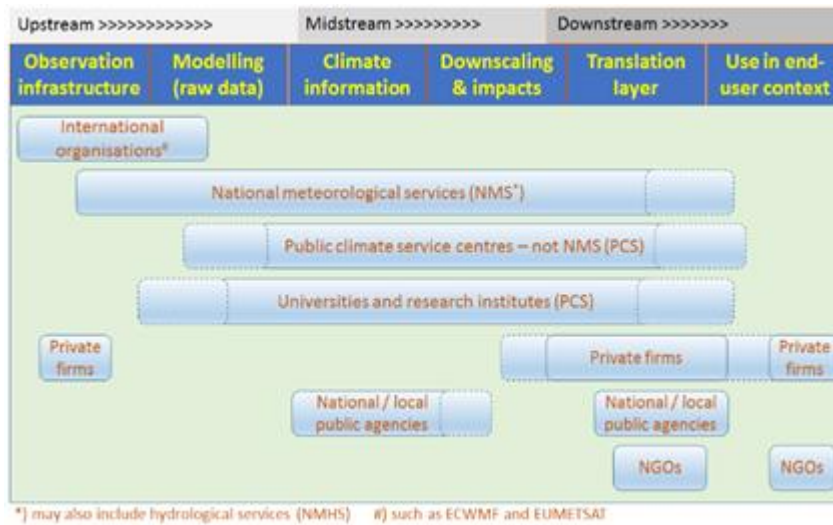 Upstream >>>>>>>>>>>>>
Midstream >>>>>>>>>
Downstream >>>>>>>
Observation infrastructure
Modelling (raw data)
Climate information
Downscaling & impacts
Translation layer
Use in end-user context
International organisations#
National meteorological services (NMS*)
Public climate service centres – not NMS (PCS)
Universities and research institutes (PCS)
Private firms
Private firms
Private firms
National / local public agencies
National / local public agencies
NGOs
NGOs
*) may also include hydrological services (NMHS)
#) such as ECWMF and EUMETSAT